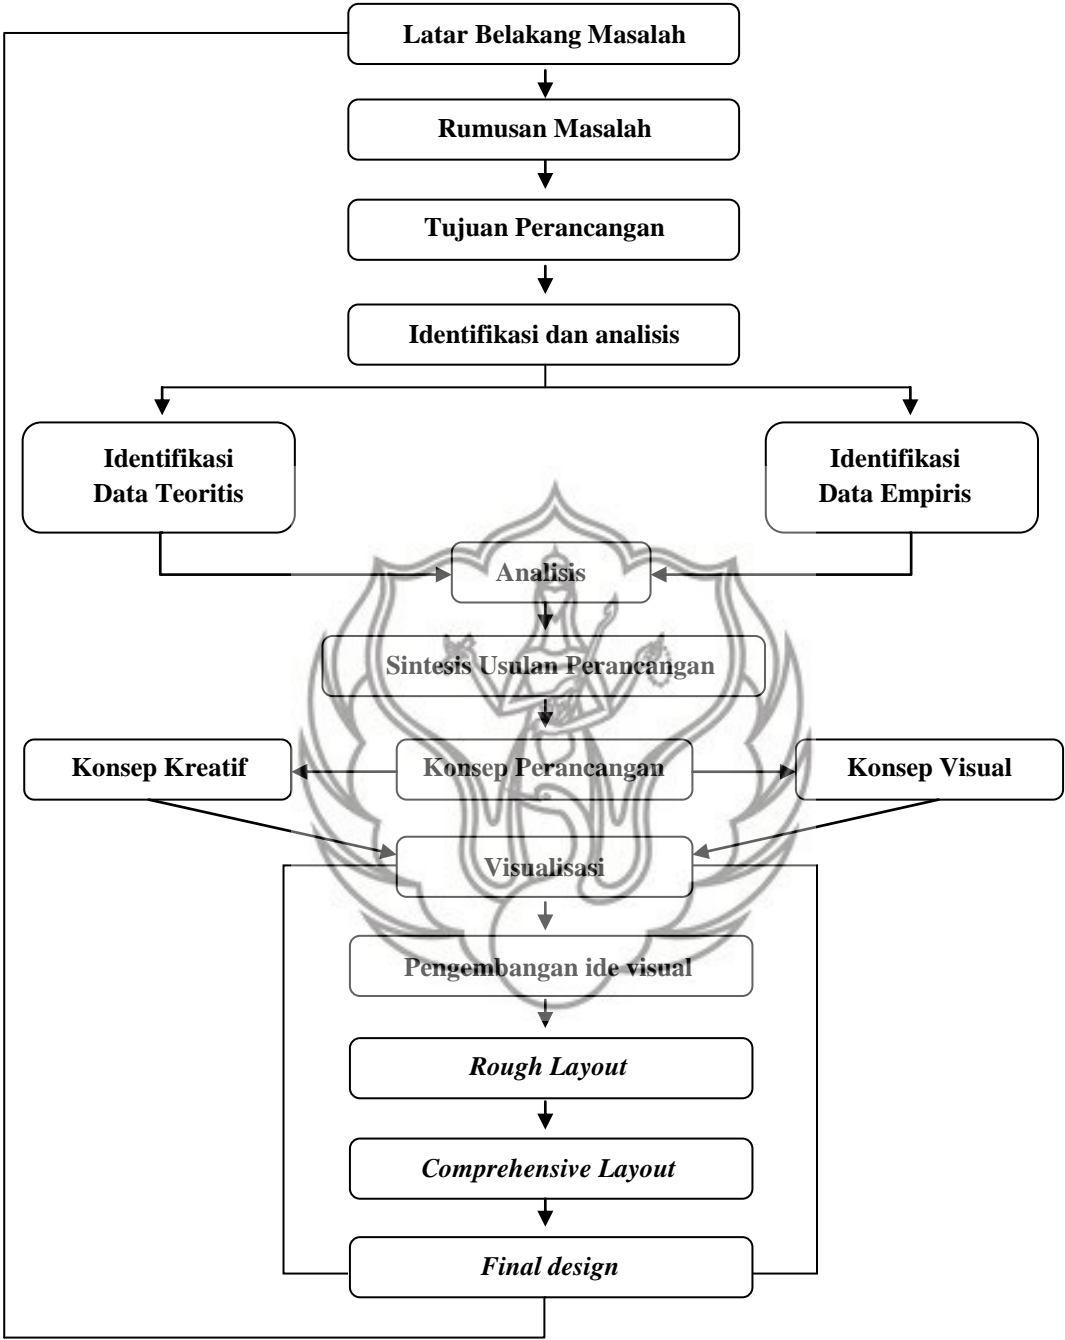 Latar Belakang Masalah
Rumusan Masalah
Tujuan Perancangan
Identifikasi dan analisis
Identifikasi
Data Teoritis
Identifikasi
Data Empiris
Analisis
Sintesis Usulan Perancangan
Konsep Kreatif
Konsep Perancangan
Konsep Visual
Visualisasi
Pengembangan ide visual
Rough Layout
Comprehensive Layout
Final design